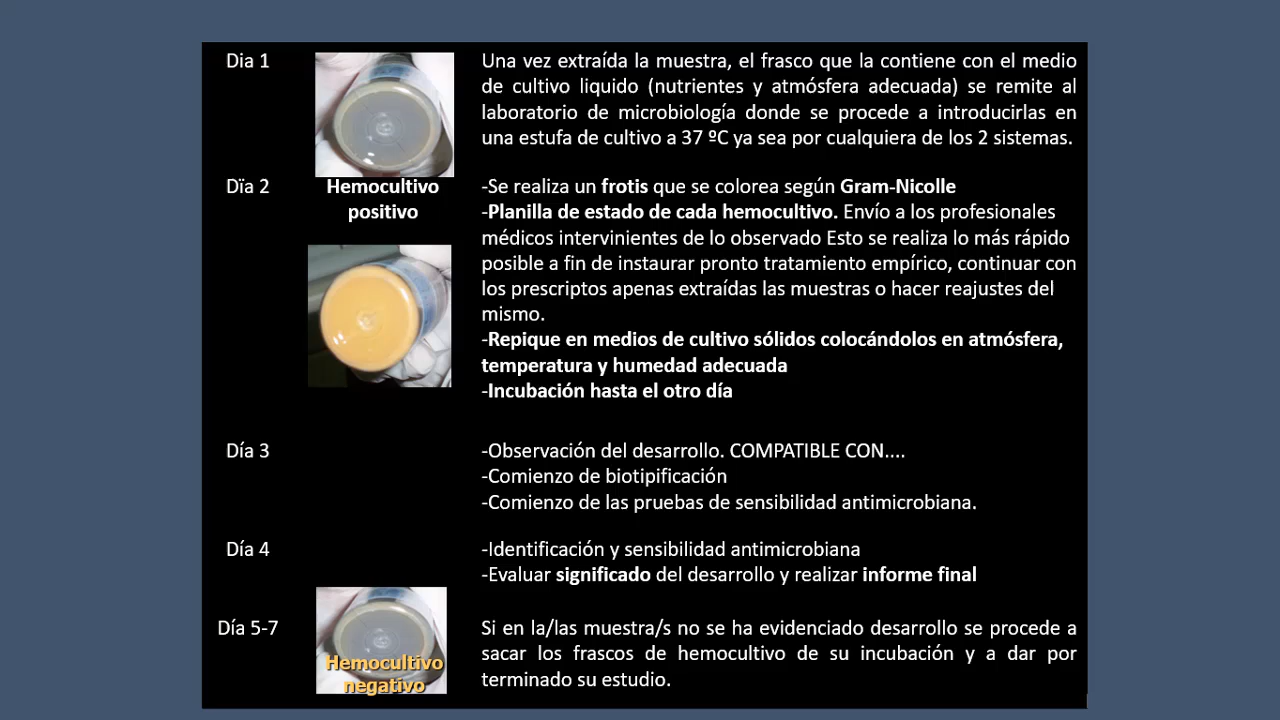 Dia 1
Una vez extraída la muestra, el frasco que la contiene con el medio
de cultivo liquido (nutrientes y atmósfera adecuada) se remite al
laboratorio de microbiología donde se procede a introducirlas en
una estufa de cultivo a 37 ºC ya sea por cualquiera de los 2 sistemas.
Dïa 2
Hemocultivo
positivo
-Se realiza un frotis que se colorea según Gram-Nicolle
-Planilla de estado de cada hemocultivo. Envío a los profesionales
médicos intervinientes de lo observado Esto se realiza lo más rápido
posible a fin de instaurar pronto tratamiento empírico, continuar con
los prescriptos apenas extraídas las muestras o hacer reajustes del
mismo.
-Repique en medios de cultivo sólidos colocándolos en atmósfera,
temperatura y humedad adecuada
-Incubación hasta el otro día
Día 3
-Observación del desarrollo. COMPATIBLE CON....
-Comienzo de biotipificación
-Comienzo de las pruebas de sensibilidad antimicrobiana.
Día 4
-Identificación y sensibilidad antimicrobiana
-Evaluar significado del desarrollo y realizar informe final
Día 5-7
Hemocultivo
negativo
Si en la/las muestra/s no se ha evidenciado desarrollo se procede a
sacar los frascos de hemocultivo de su incubación y a dar por
terminado su estudio.